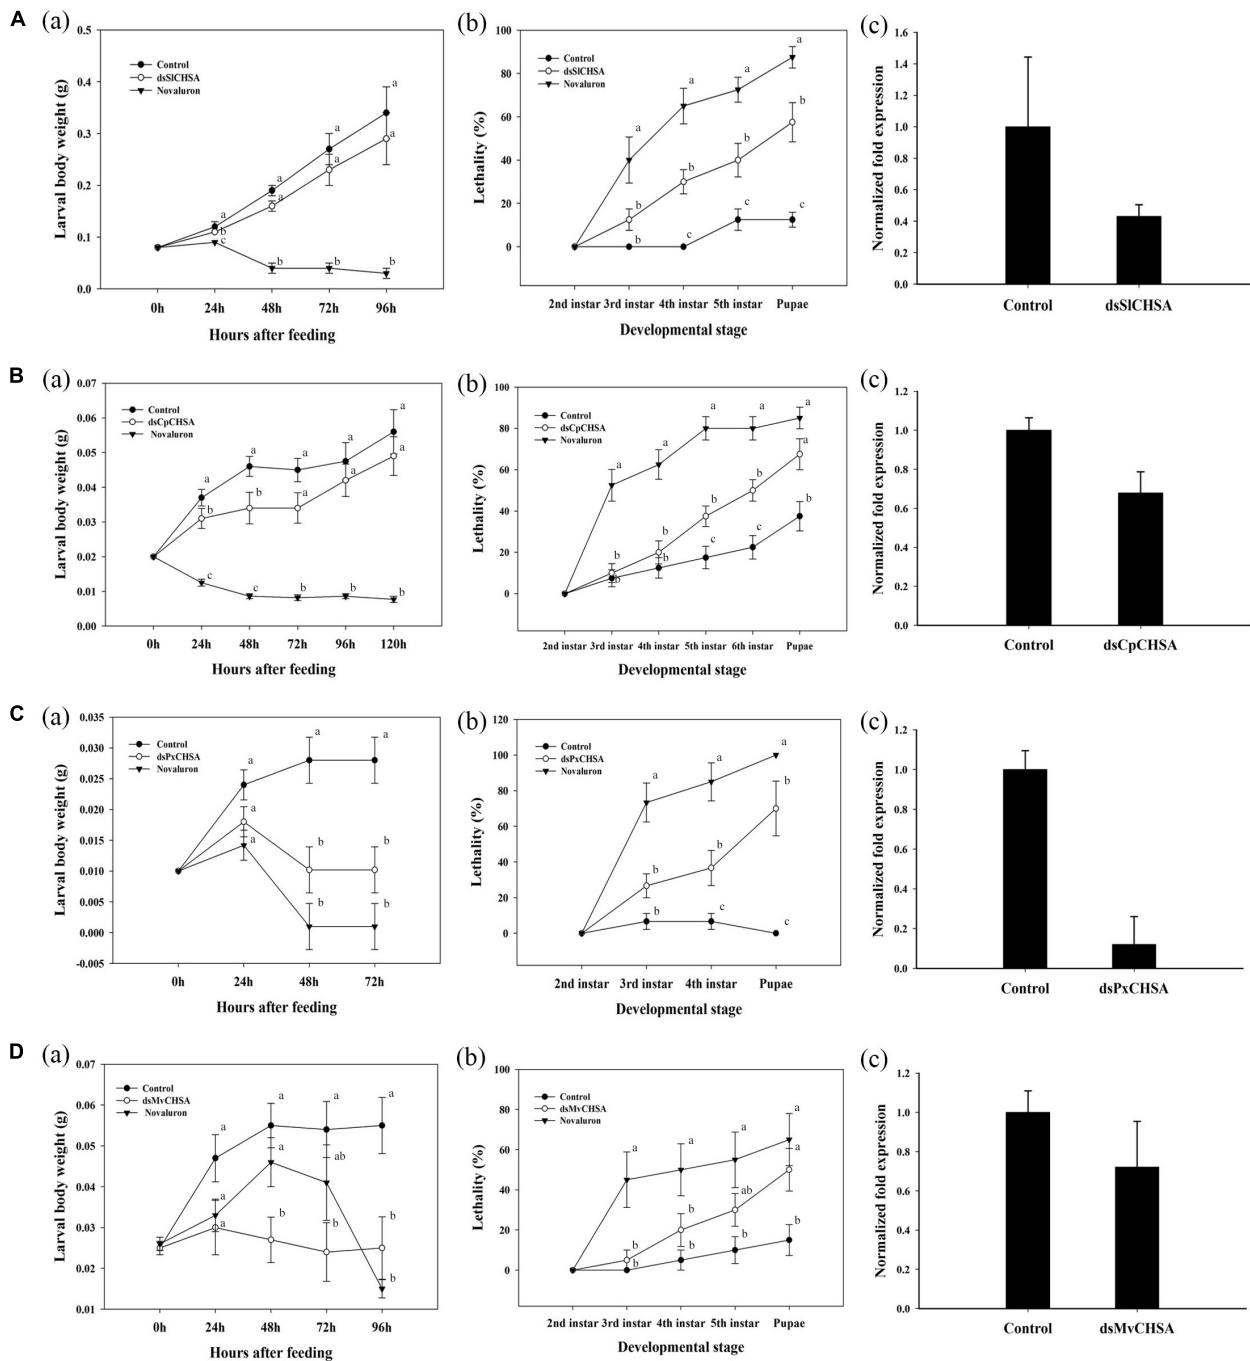 A (a)
0.5
0.4
0.3
0.2
0.1
0.0
Larval body weight (g)
Control
dsSlCHSA
Novaluron
a
a
a
a
a
a
a
b
c
b
b
b
0h 24h 48h 72h 96h
Hours after feeding
(b)
100
80
60
40
20
0
Lethality (%)
Control
dsSlCHSA
Novaluron
a
a
a
a
b
b
b
b
b
c
c
c
2nd instar 3rd instar 4th instar 5th instar Pupae
Developmental stage
(c)
1.6
1.4
1.2
1.0
0.8
0.6
0.4
0.2
0.0
Normalized fold expression
Control dsSlCHSA
B (a)
0.07
0.06
0.05
0.04
0.03
0.02
0.01
0.00
Larval body weight (g)
Control
dsCpCHSA
Novaluron
a
a
a
a
a
b
b
a
a
a
c
c
b
b
b
0h 24h 48h 72h 96h 120h
Hours after feeding
(b)
100
80
60
40
20
0
Lethality (%)
Control
dsCpCHSA
Novaluron
a
a
a
a
a
b
b
b
b
a
b
b
c
c
b
2nd instar 3rd instar 4th instar 5th instar 6th instar Pupae
Developmental stage
(c)
1.2
1.0
0.8
0.6
0.4
0.2
0.0
Normalized fold expression
Control dsCpCHSA
C (a)
0.035
0.030
0.025
0.020
0.015
0.010
0.005
0.000
-0.005
Larval body weight (g)
Control
dsPxCHSA
Novaluron
a
a
a
a
b
b
a
b
b
0h 24h 48h 72h
Hours after feeding
(b)
120
100
80
60
40
20
0
Lethality (%)
Control
dsPxCHSA
Novaluron
a
a
a
b
b
b
b
c
c
2nd instar 3rd instar 4th instar Pupae
Developmental stage
(c)
1.2
1.0
0.8
0.6
0.4
0.2
0.0
Normalized fold expression
Control dsPxCHSA
D (a)
0.07
0.06
0.05
0.04
0.03
0.02
0.01
Larval body weight (g)
Control
dsMvCHSA
Novaluron
a
a
a
a
a
a
ab
b
a
b
b
b
0h 24h 48h 72h 96h
Hours after feeding
(b)
100
80
60
40
20
0
Lethality (%)
Control
dsMvCHSA
Novaluron
a
a
a
a
b
b
ab
a
b
b
b
b
2nd instar 3rd instar 4th instar 5th instar Pupae
Developmental stage
(c)
1.2
1.0
0.8
0.6
0.4
0.2
0.0
Normalized fold expression
Control dsMvCHSA